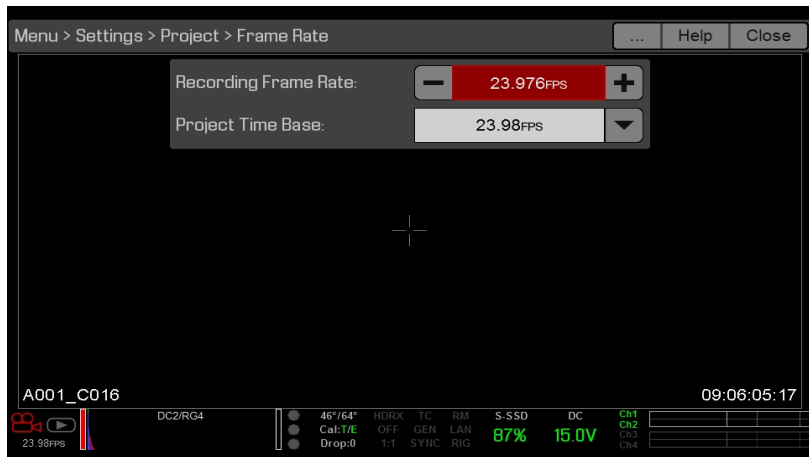 Menu > Settings > Project > Frame Rate ... Help Close
Recording Frame Rate: 23.976FPS
Project Time Base: 23.98FPS
A001_C016 09:06:05:17
DC2/RG4 46°/64° HDRX TC RM S-SSD DC Ch1
Cal:T/E OFF GEN LAN 87% 15.0V Ch2
23.98FPS Drop:0 1:1 SYNC RIG Ch3
Ch4